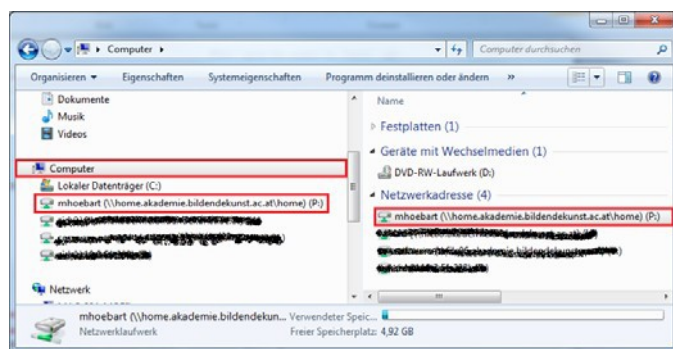 Computer
Computer durchsuchen
Organisieren Eigenschaften Systemeigenschaften Programm deinstallieren oder ändern »
Dokumente
Musik
Videos
Computer
Lokaler Datenträger (C:)
mhoebart (\\home.akademie.bildendekunst.ac.at\home) (P:)
Netzwerk
Name
Festplatten (1)
Geräte mit Wechselmedien (1)
DVD-RW-Laufwerk (D:)
Netzwerkadresse (4)
mhoebart (\\home.akademie.bildendekunst.ac.at\home) (P:)
mhoebart (\\home.akademie.bildendekun... Verwendeter Speic...
Netzwerklaufwerk Freier Speicherplatz: 4,92 GB